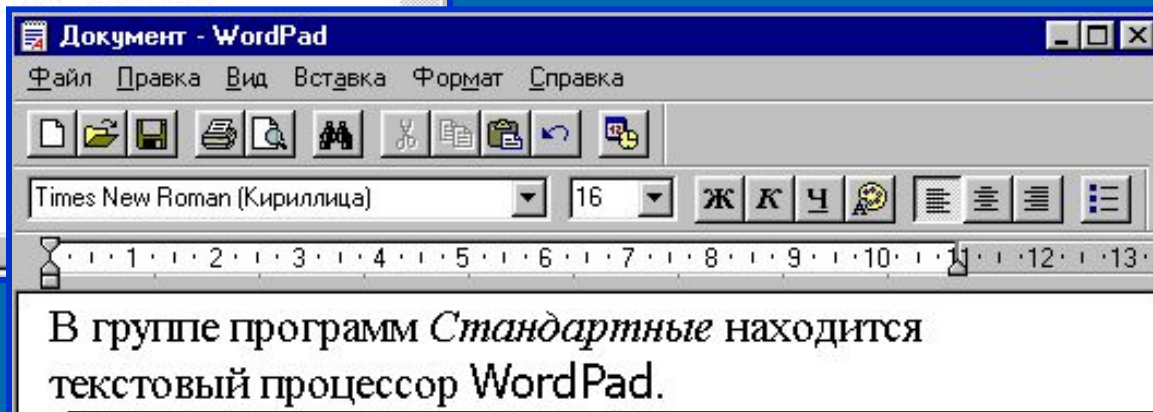 Документ - WordPad
Файл Правка Вид Вставка Формат Справка
Times New Roman (Кириллица) 16 Ж К Ч
1 2 3 4 5 6 7 8 9 10 11 12 13
В группе программ Стандартные находится
текстовый процессор WordPad.